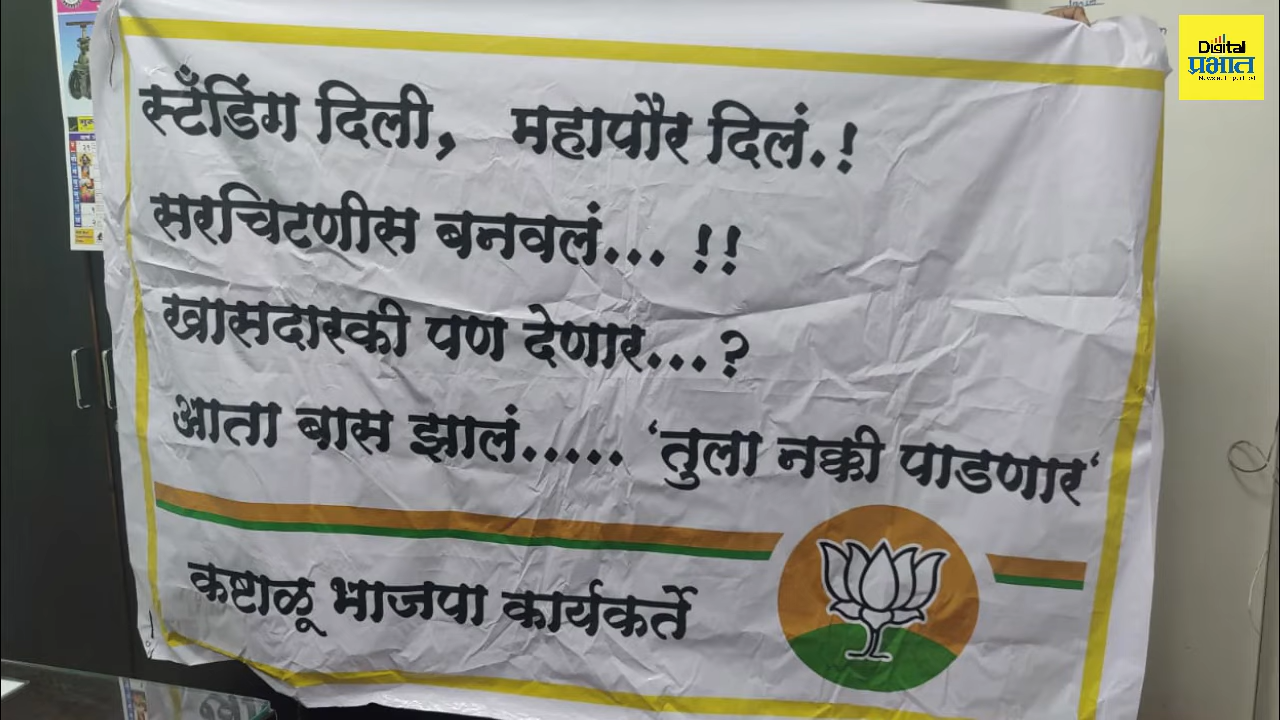 Digital
प्रभात
स्टँडिंग दिली, महापौर दिलं.!
सरचिटणीस बनवलं... !!
खासदारकी पण देणार...?
आता बास झालं..... ‘तुला नक्की पाडणार‘
कष्टाळू भाजपा कार्यकर्ते